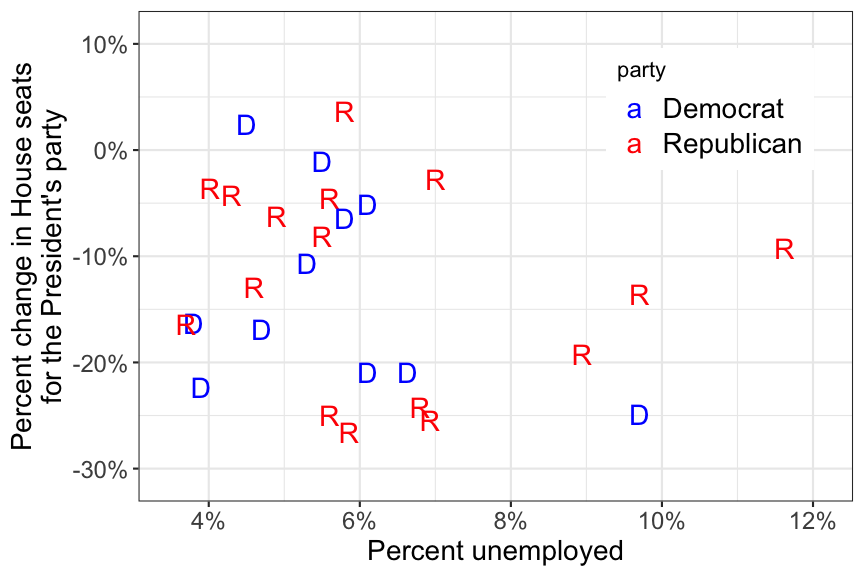 Percent change in House seats
for the President's party
10%
0%
-10%
-20%
-30%
D
R
D
R
R
R
R
D
D
R
R
D
R
R
R
R
D
D
R
D
D
D
R
R
R
R
R
D
party
a Democrat
a Republican
4%
6%
8%
10%
12%
Percent unemployed